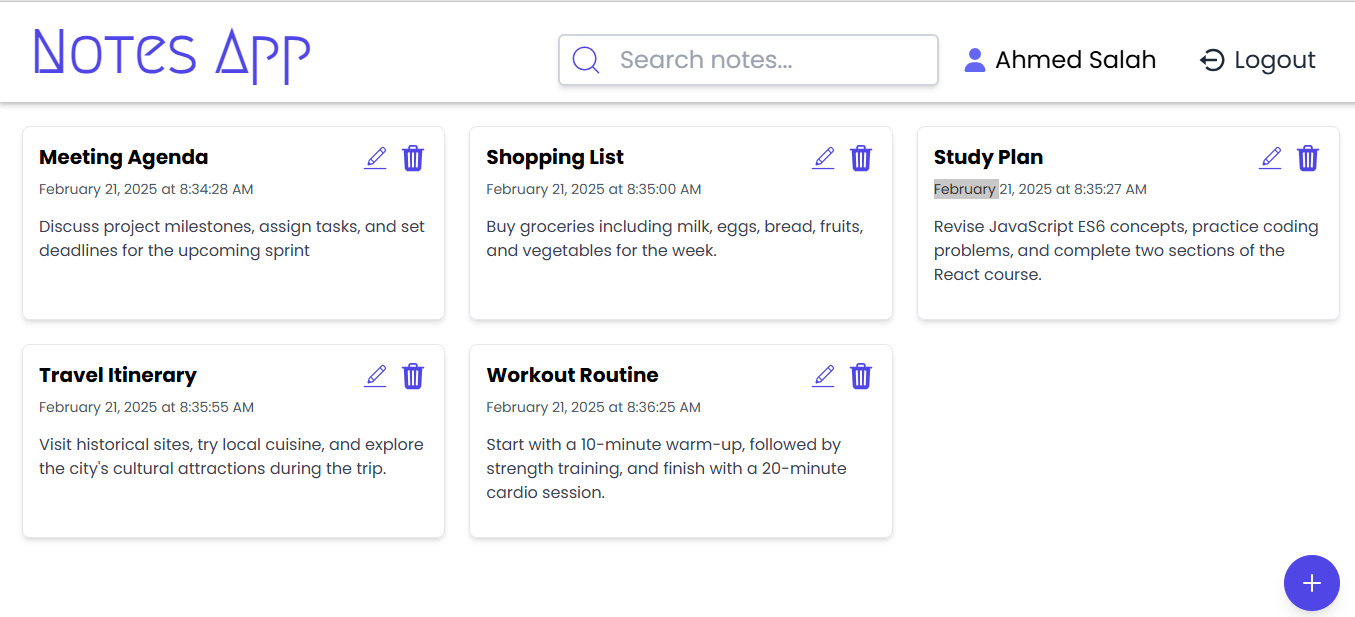 Notes App
Search notes...
Ahmed Salah
Logout
Meeting Agenda
February 21, 2025 at 8:34:28 AM
Discuss project milestones, assign tasks, and set
deadlines for the upcoming sprint
Shopping List
February 21, 2025 at 8:35:00 AM
Buy groceries including milk, eggs, bread, fruits,
and vegetables for the week.
Study Plan
February 21, 2025 at 8:35:27 AM
Revise JavaScript ES6 concepts, practice coding
problems, and complete two sections of the
React course.
Travel Itinerary
February 21, 2025 at 8:35:55 AM
Visit historical sites, try local cuisine, and explore
the city's cultural attractions during the trip.
Workout Routine
February 21, 2025 at 8:36:25 AM
Start with a 10-minute warm-up, followed by
strength training, and finish with a 20-minute
cardio session.